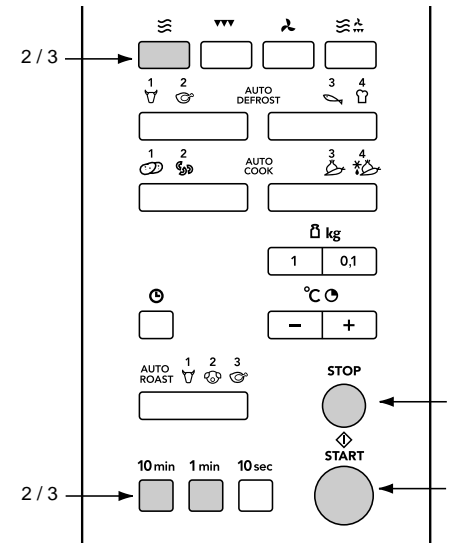 2 / 3
1 2 AUTO DEFROST 3 4
1 2 AUTO COOK 3 4
kg
1 0,1
°C
− +
AUTO ROAST 1 2 3
STOP
START
10 min 1 min 10 sec
2 / 3